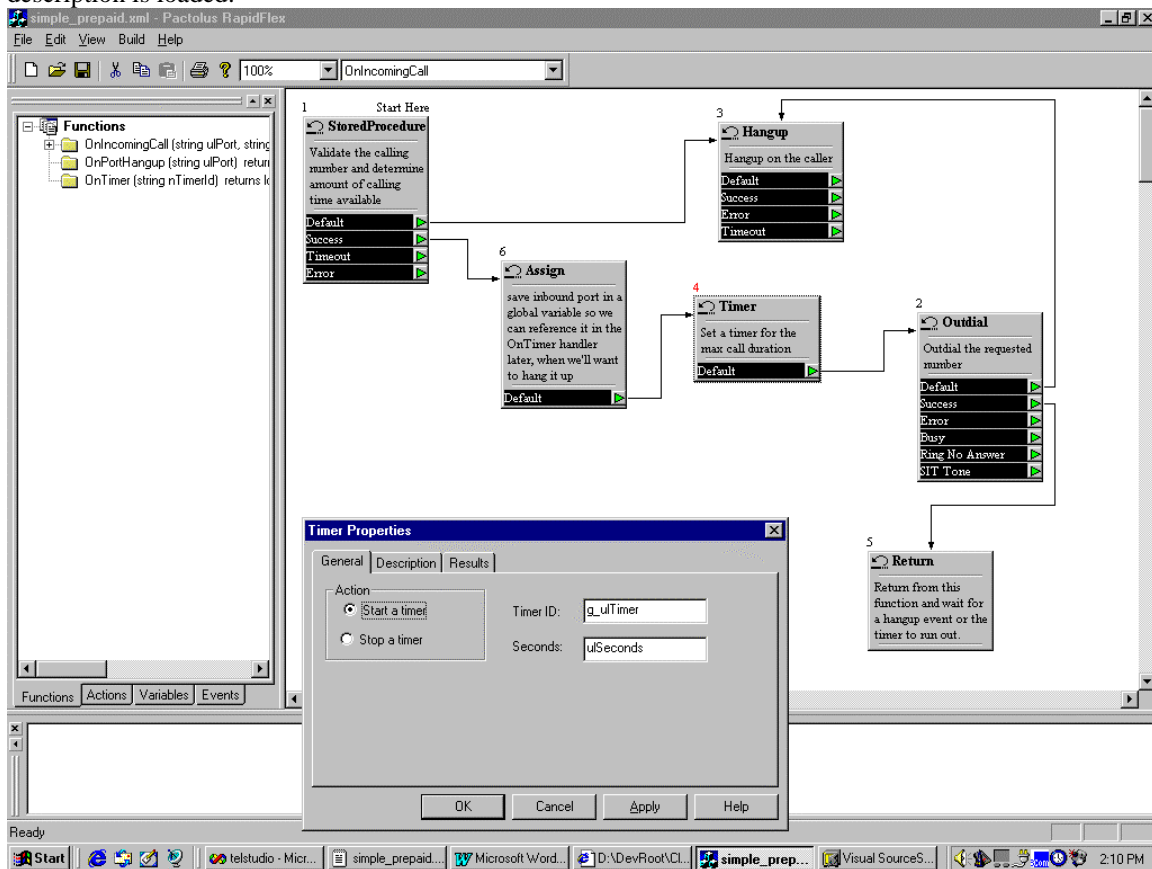 description is loaded.
simple_prepaid.xml - Pactolus RapidFlex
File Edit View Build Help
100%
OnIncomingCall
Functions
OnIncomingCall (string ulPort, string
OnPortHangup (string ulPort) return
OnTimer (string nTimerId) returns lo
Functions Actions Variables Events
1
Start Here
StoredProcedure
Validate the calling
number and determine
amount of calling
time available
Default
Success
Timeout
Error
3
Hangup
Hangup on the caller
Default
Success
Error
Timeout
6
Assign
save inbound port in a
global variable so we
can reference it in the
OnTimer handler
later, when we'll want
to hang it up
Default
4
Timer
Set a timer for the
max call duration
Default
2
Outdial
Outdial the requested
number
Default
Success
Error
Busy
Ring No Answer
SIT Tone
5
Return
Return from this
function and wait for
a hangup event or the
timer to run out.
Timer Properties
General Description Results
Action
Start a timer
Stop a timer
Timer ID: g_ulTimer
Seconds: ulSeconds
OK Cancel Apply Help
Ready
Start telstudio - Micr... simple_prepaid.... Microsoft Word... D:\DevRoot\Cl... simple_prep... Visual SourceS... 2:10 PM